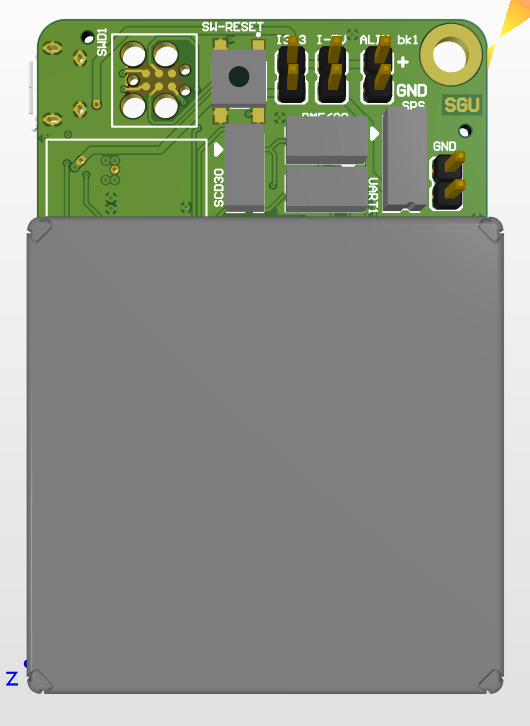 SW-RESET
SWD1
I3V3
I-5V
ALIM bk1
+
GND
SPS
SGU
GND
SCD30
UART1
Z